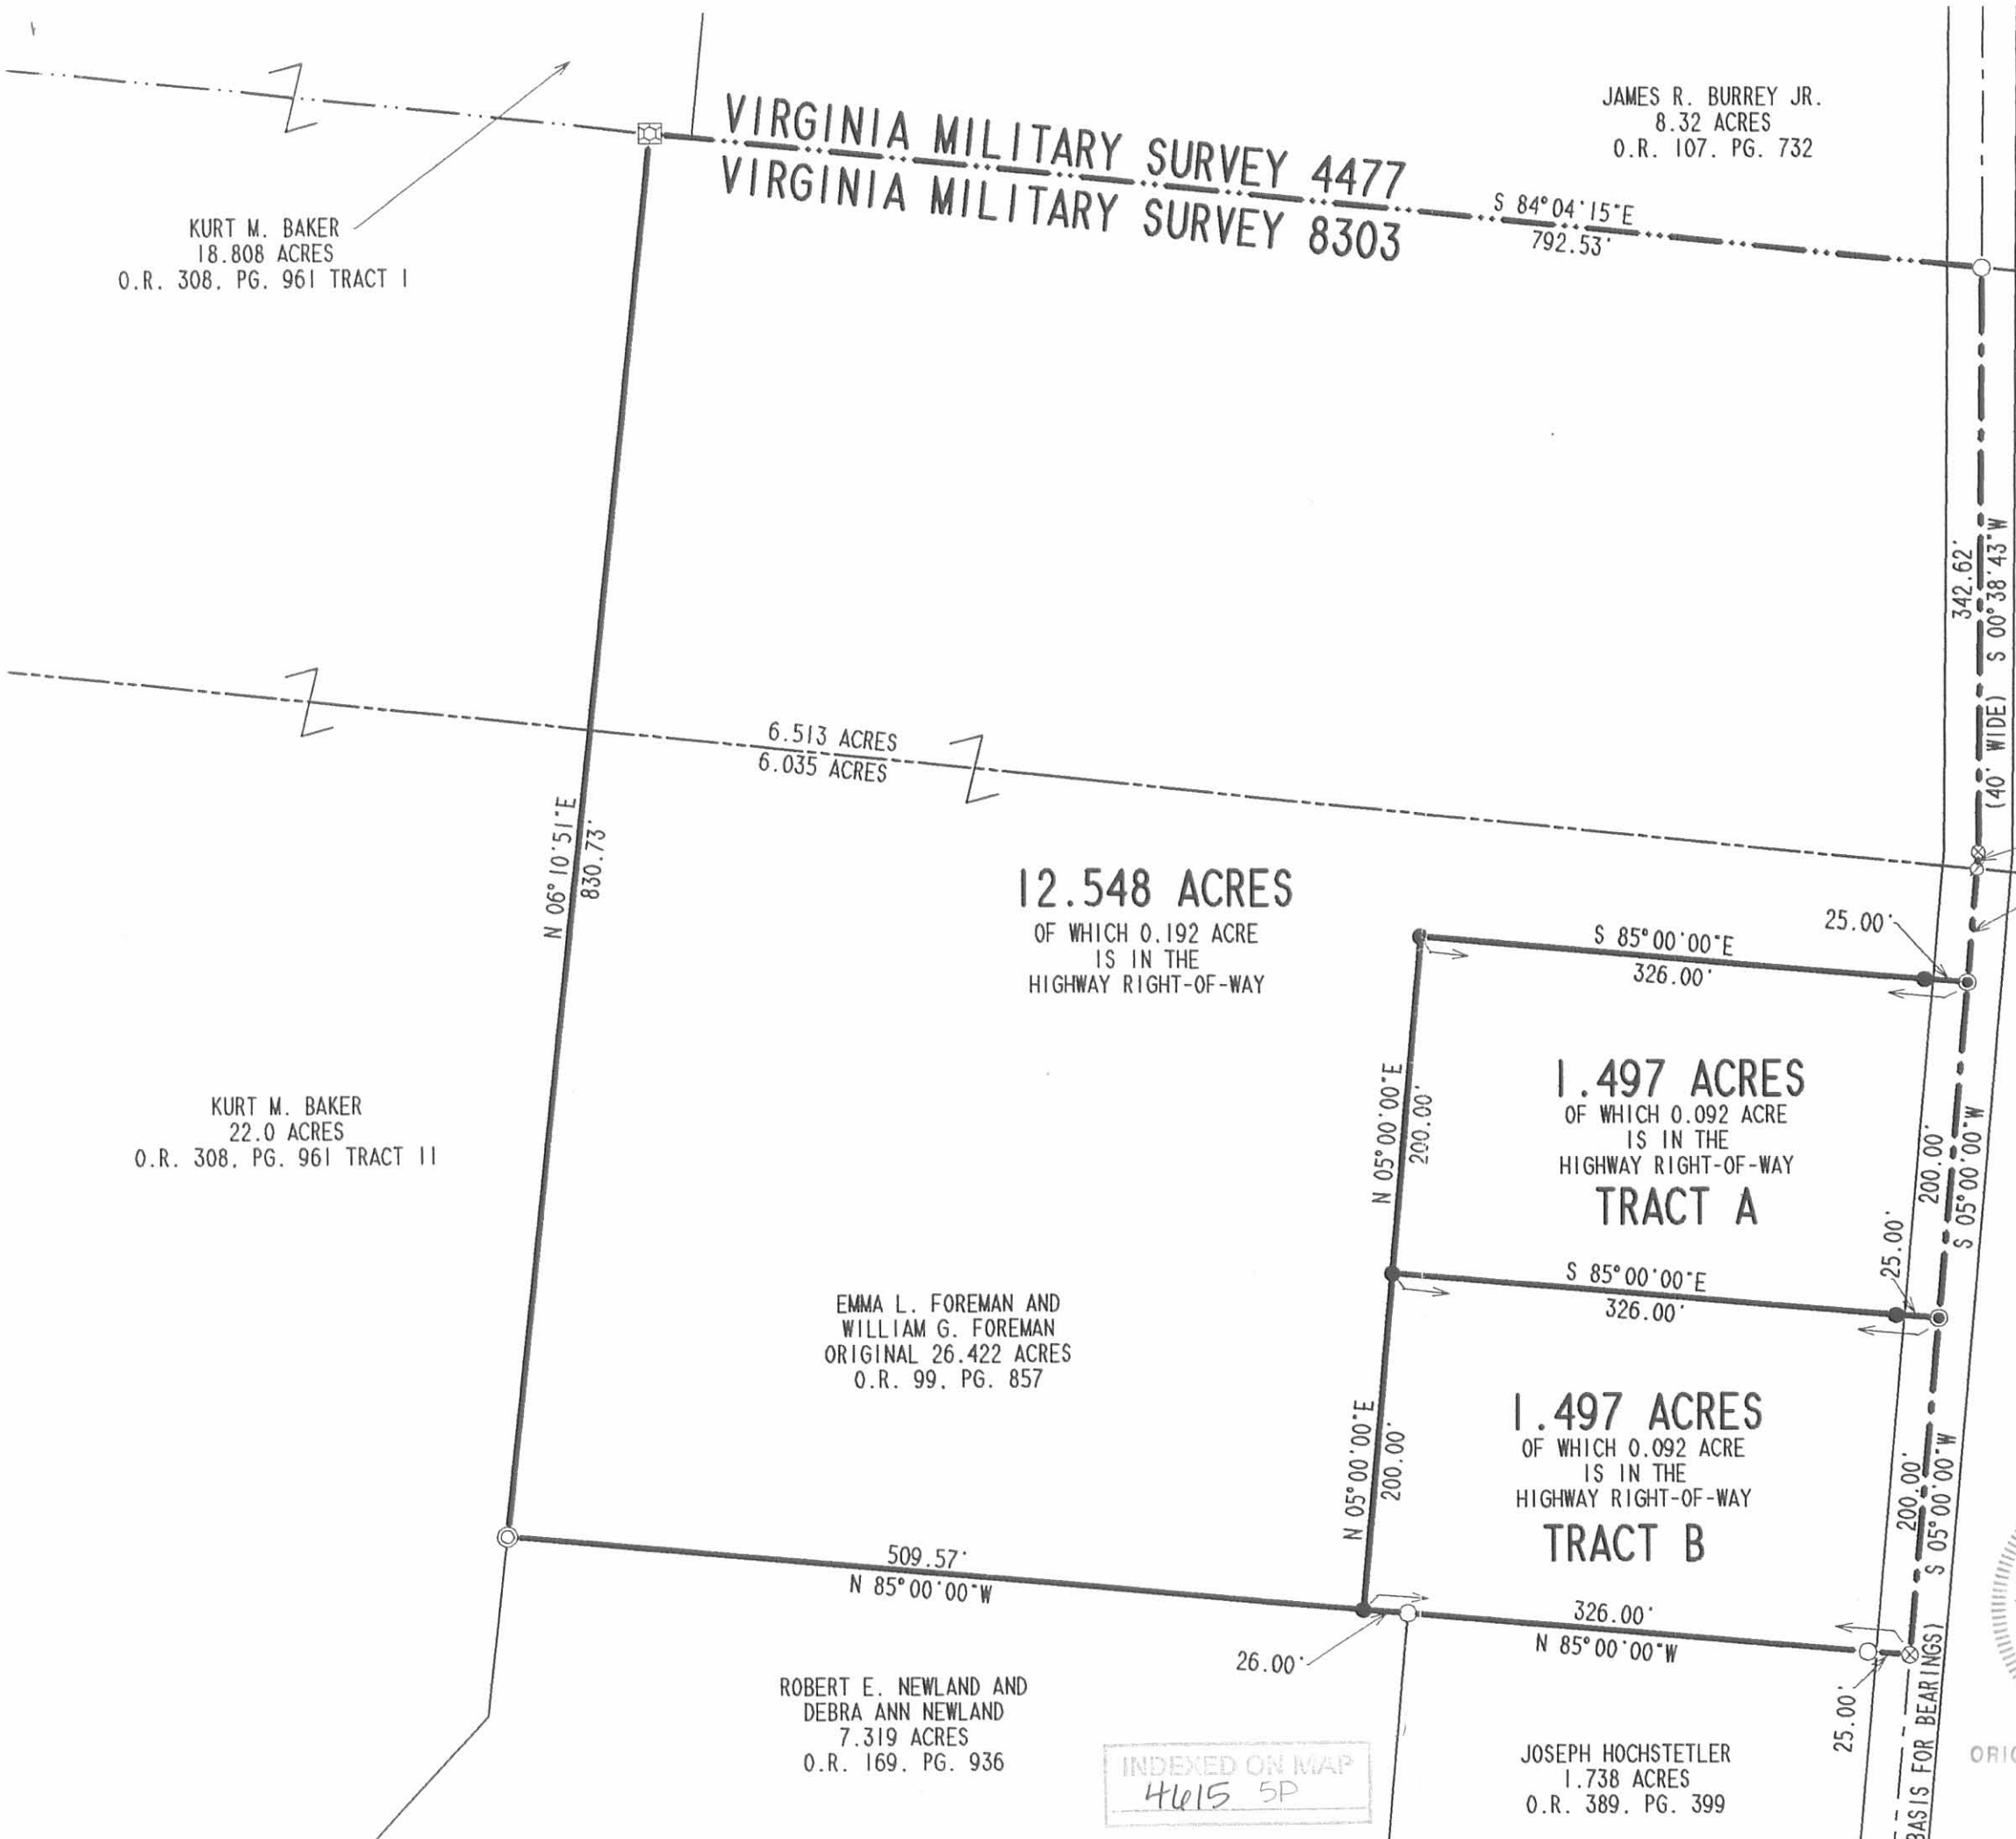 JAMES R. BURREY JR.
8.32 ACRES
O.R. 107. PG. 732
VIRGINIA MILITARY SURVEY 4477
VIRGINIA MILITARY SURVEY 8303
S 84°04'15"E
792.53'
KURT M. BAKER
18.808 ACRES
O.R. 308. PG. 961 TRACT I
342.62'
(40' WIDE) S 00°38'43"W
6.513 ACRES
6.035 ACRES
N 06°10'51"E
830.73'
12.548 ACRES
OF WHICH 0.192 ACRE
IS IN THE
HIGHWAY RIGHT-OF-WAY
25.00'
S 85°00'00"E
326.00'
N 05°00'00"E
200.00'
1.497 ACRES
OF WHICH 0.092 ACRE
IS IN THE
HIGHWAY RIGHT-OF-WAY
TRACT A
200.00'
S 05°00'00"W
KURT M. BAKER
22.0 ACRES
O.R. 308. PG. 961 TRACT II
25.00'
S 85°00'00"E
326.00'
EMMA L. FOREMAN AND
WILLIAM G. FOREMAN
ORIGINAL 26.422 ACRES
O.R. 99. PG. 857
N 05°00'00"E
200.00'
1.497 ACRES
OF WHICH 0.092 ACRE
IS IN THE
HIGHWAY RIGHT-OF-WAY
TRACT B
200.00'
S 05°00'00"W
509.57'
N 85°00'00"W
326.00'
N 85°00'00"W
26.00'
25.00'
BASIS FOR BEARINGS)
ROBERT E. NEWLAND AND
DEBRA ANN NEWLAND
7.319 ACRES
O.R. 169. PG. 936
INDEXED ON MAP
4615 5P
JOSEPH HOCHSTETLER
1.738 ACRES
O.R. 389. PG. 399